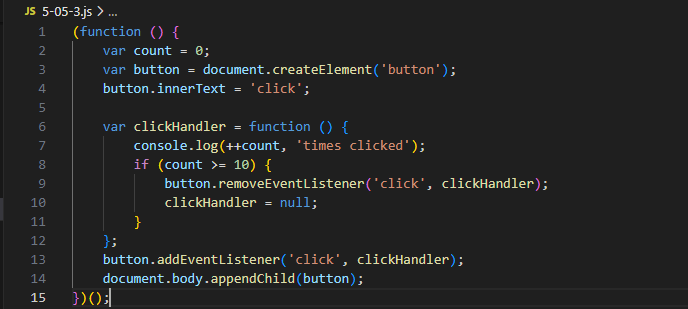 JS 5-05-3.js > ...
1 (function () {
2     var count = 0;
3     var button = document.createElement('button');
4     button.innerText = 'click';
5
6     var clickHandler = function () {
7         console.log(++count, 'times clicked');
8         if (count >= 10) {
9             button.removeEventListener('click', clickHandler);
10             clickHandler = null;
11         }
12     };
13     button.addEventListener('click', clickHandler);
14     document.body.appendChild(button);
15 })();